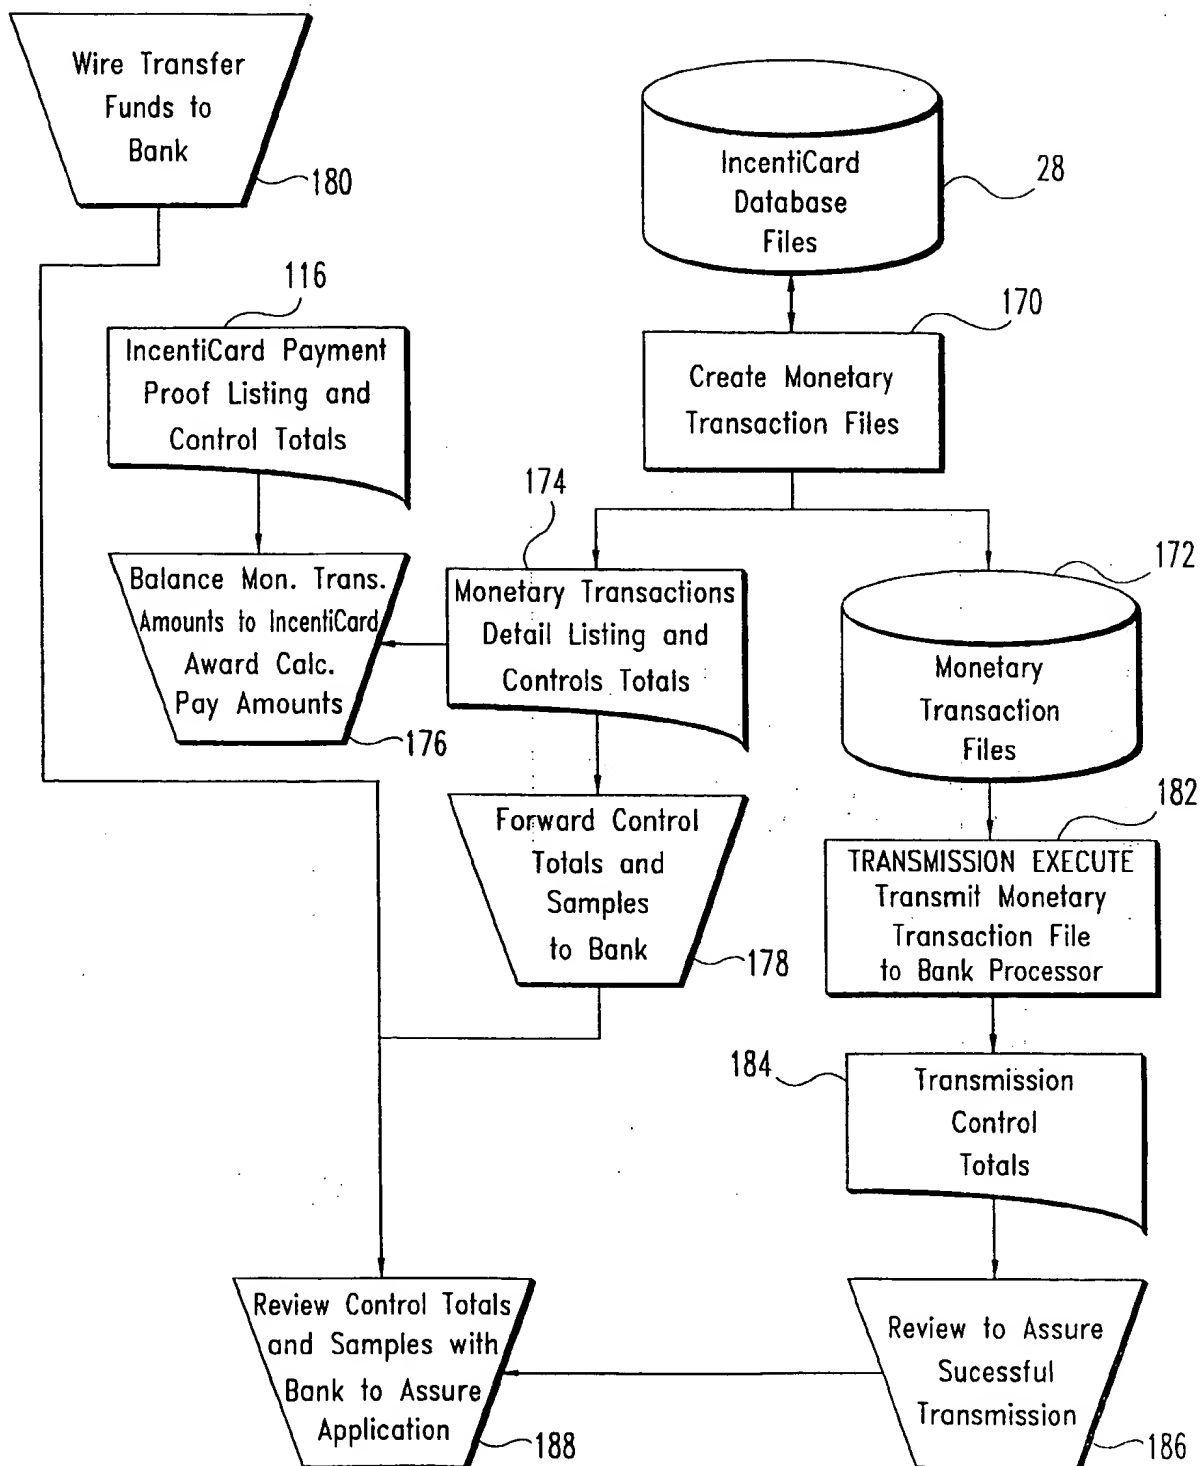 Wire Transfer
Funds to
Bank
180
IncentiCard
Database
Files
28
116
IncentiCard Payment
Proof Listing and
Control Totals
170
Create Monetary
Transaction Files
174
172
Balance Mon. Trans.
Amounts to IncentiCard
Award Calc.
Pay Amounts
176
Monetary Transactions
Detail Listing and
Controls Totals
Monetary
Transaction
Files
182
Forward Control
Totals and
Samples
to Bank
178
TRANSMISSION EXECUTE
Transmit Monetary
Transaction File
to Bank Processor
184
Transmission
Control
Totals
Review Control Totals
and Samples with
Bank to Assure
Application
188
Review to Assure
Sucessful
Transmission
186